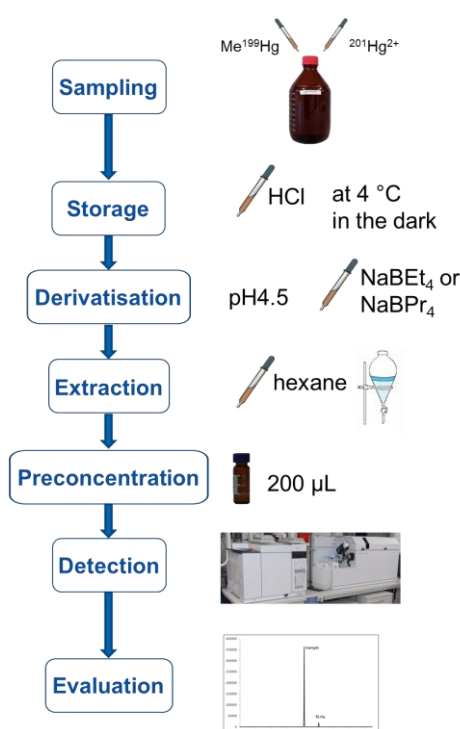 Me¹⁹⁹Hg
²⁰¹Hg²⁺
Sampling
HCl
at 4 °C
in the dark
Storage
pH4.5
NaBEt₄ or
NaBPr₄
Derivatisation
hexane
Extraction
Preconcentration
200 µL
Detection
Evaluation